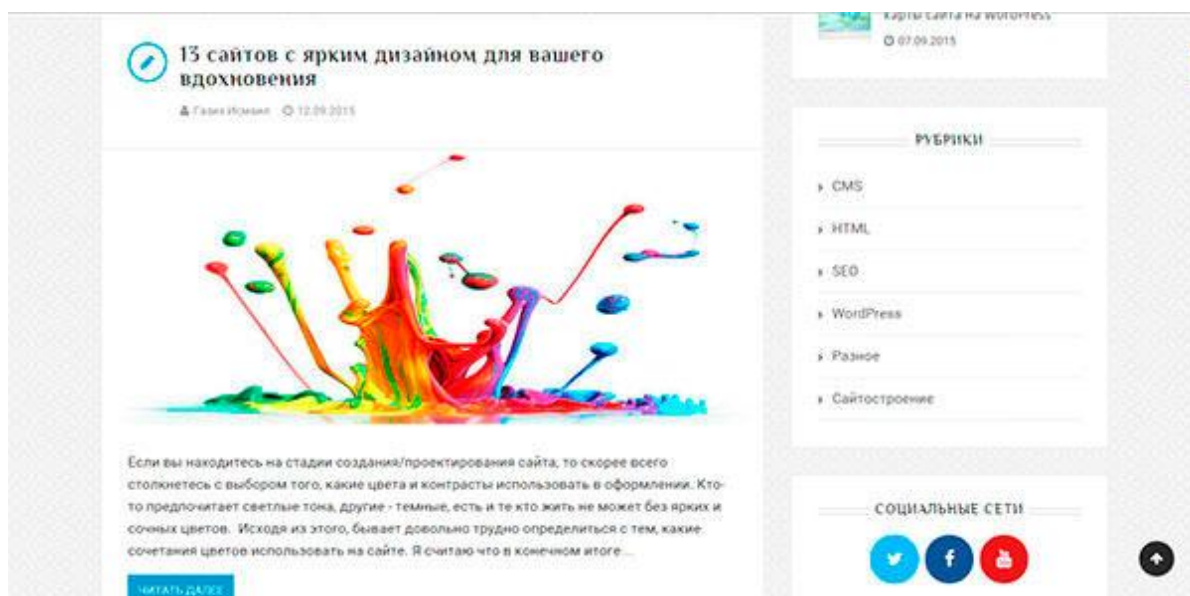 13 сайтов с ярким дизайном для вашего
вдохновения
12.09.2015
Если вы находитесь на стадии создания/проектирования сайта, то скорее всего
столкнетесь с выбором того, какие цвета и контрасты использовать в оформлении. Кто-
то предпочитает светлые тона, другие - темные, есть и те кто жить не может без ярких и
сочных цветов. Исходя из этого, бывает довольно трудно определиться с тем, какие
сочетания цветов использовать на сайте. Я считаю что в конечном итоге ...
ЧИТАТЬ ДАЛЕЕ
карты сайта на WordPress
07.09.2015
РУБРИКИ
CMS
HTML
SEO
WordPress
Разное
Сайтостроение
СОЦИАЛЬНЫЕ СЕТИ